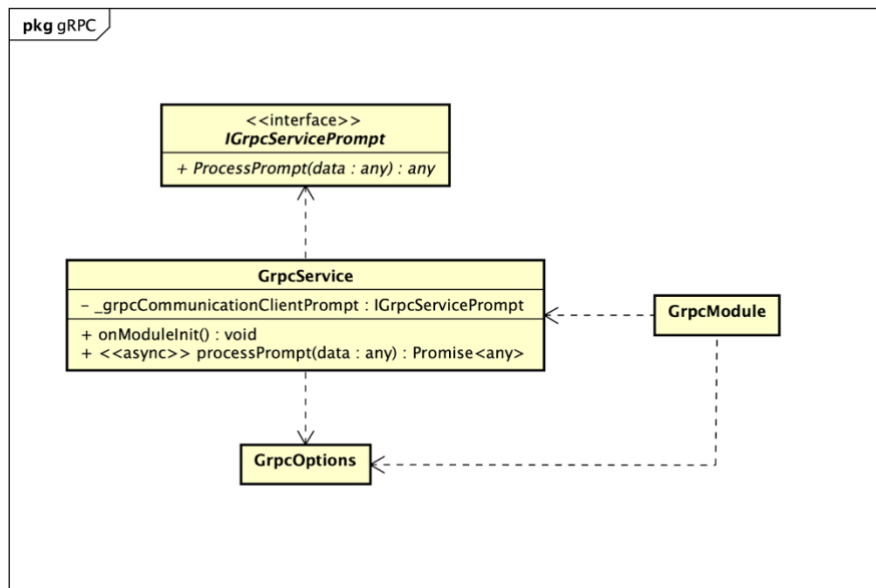 pkg gRPC
<<interface>>
IGrpcServicePrompt
+ ProcessPrompt(data : any) : any
GrpcService
- _grpcCommunicationClientPrompt : IGrpcServicePrompt
+ onModuleInit() : void
+ <<async>> processPrompt(data : any) : Promise<any>
GrpcModule
GrpcOptions